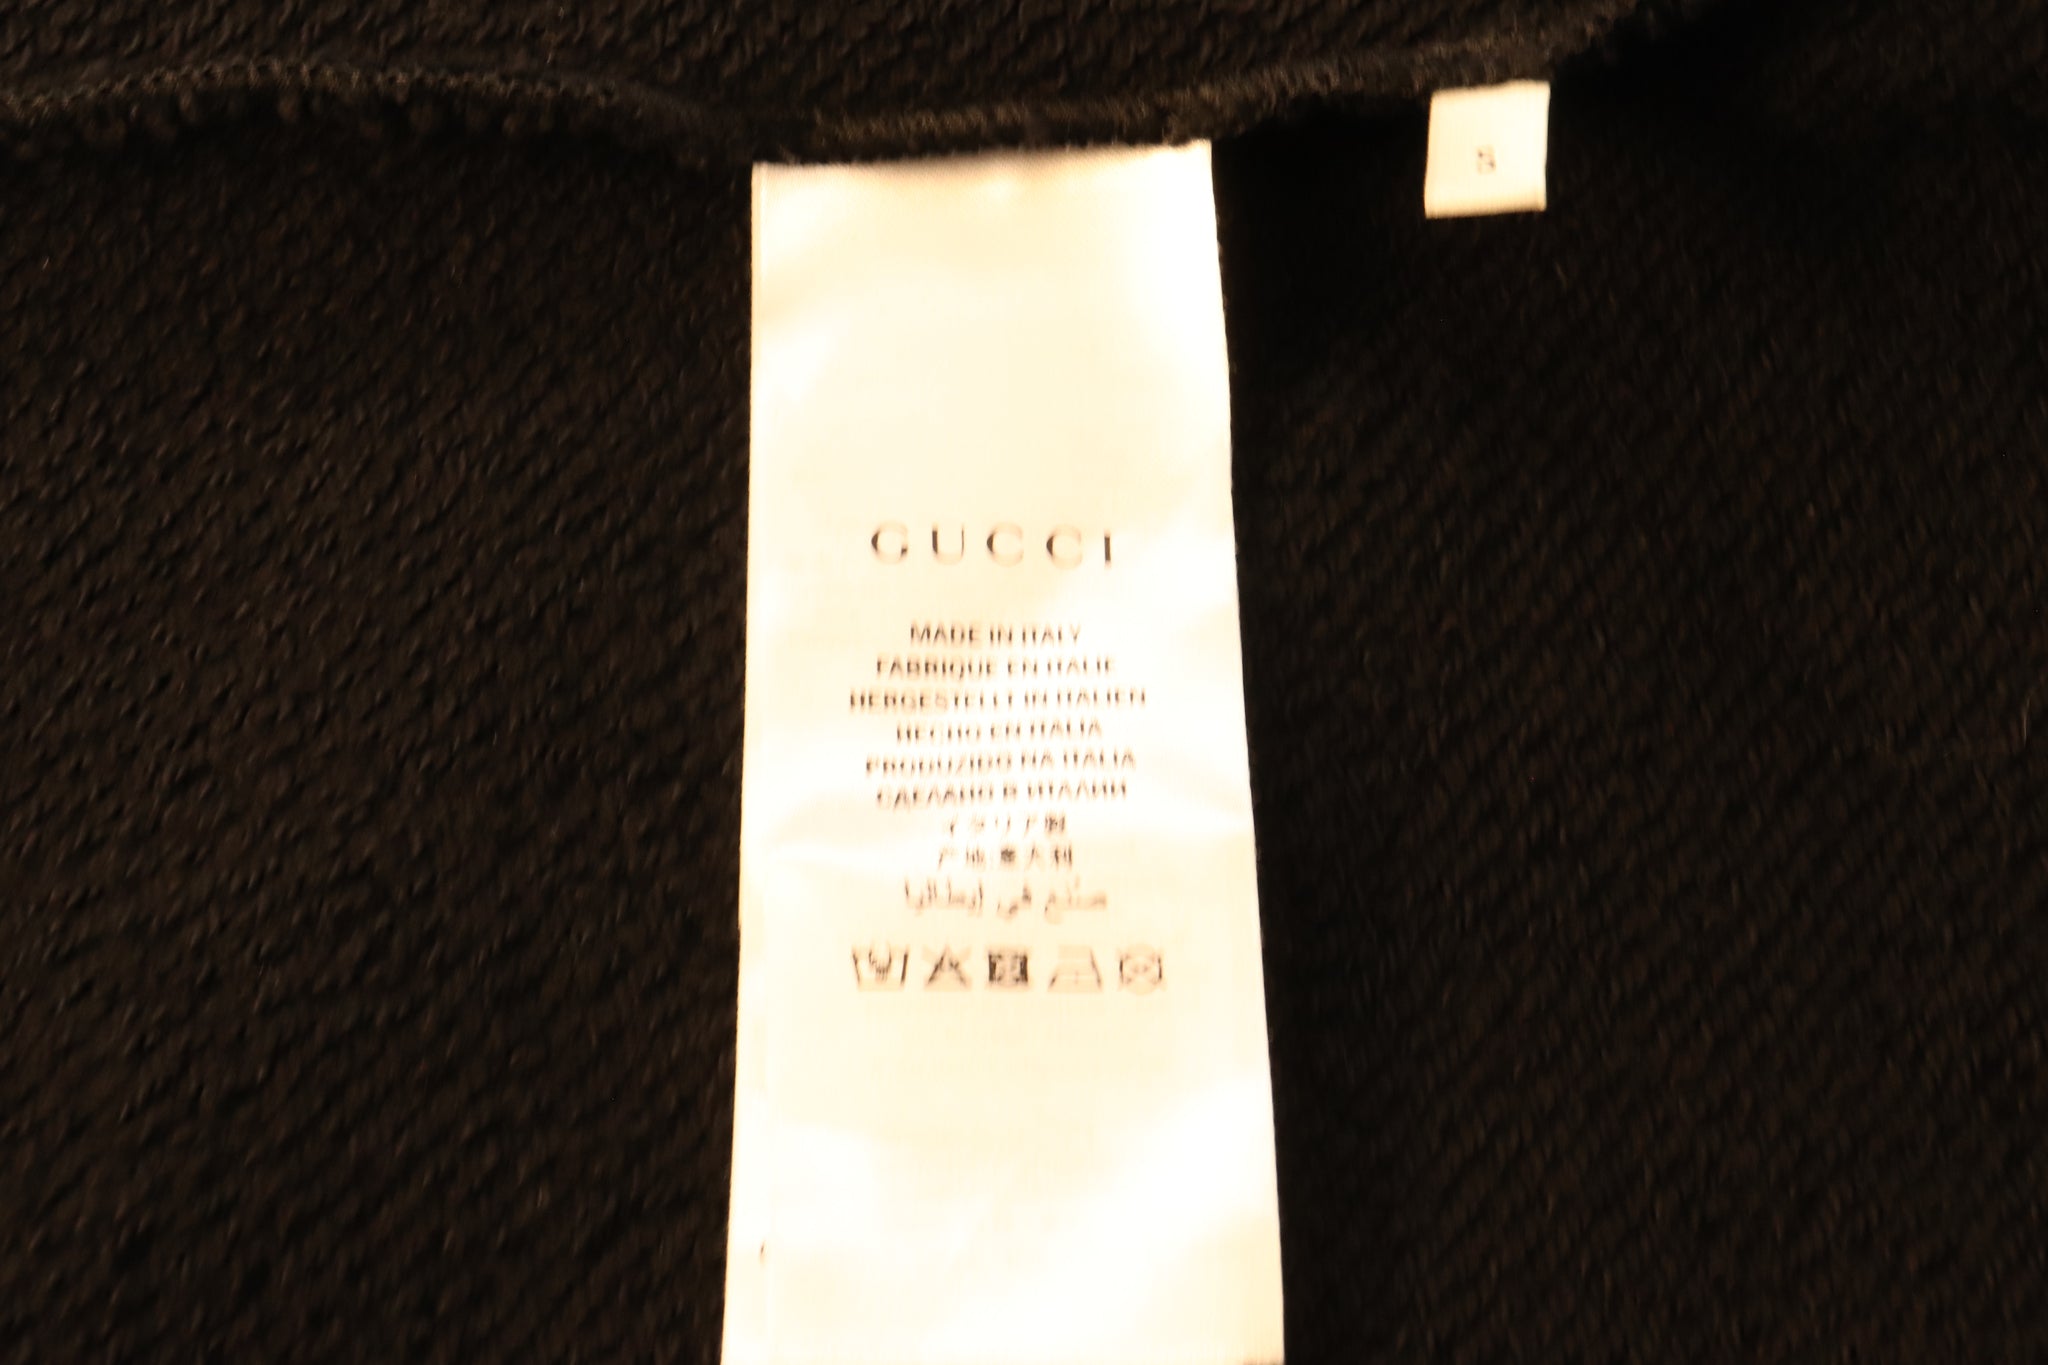 S
GUCCI
MADE IN ITALY
FABRIQUÉ EN ITALIE
HERGESTELLT IN ITALIEN
HECHO EN ITALIA
PRODUZIDO NA ITALIA
СДЕЛАНО В ИТАЛИИ
イタリア製
产地:意大利
صنع في إيطاليا